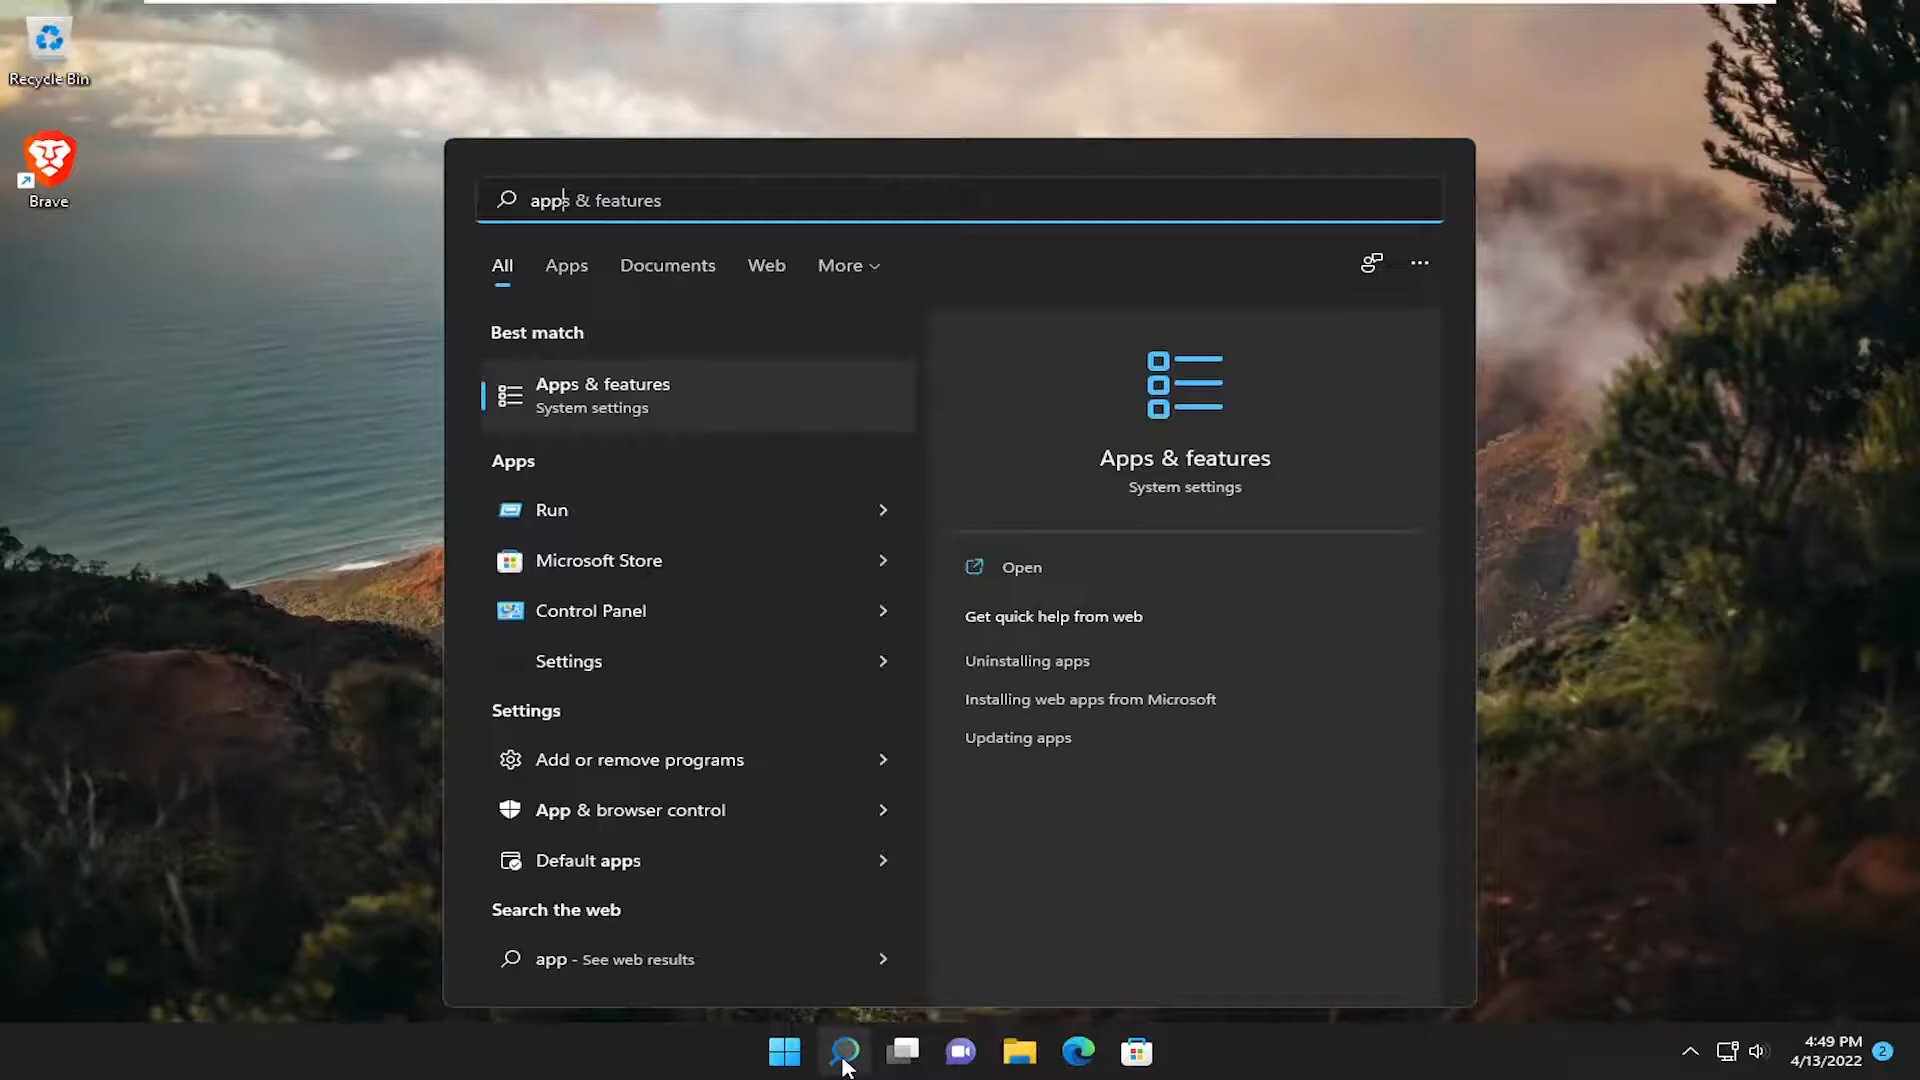 Recycle Bin
Brave
apps & features
All Apps Documents Web More
Best match
Apps & features
System settings
Apps
Run
Microsoft Store
Control Panel
Settings
Settings
Add or remove programs
App & browser control
Default apps
Search the web
app - See web results
Apps & features
System settings
Open
Get quick help from web
Uninstalling apps
Installing web apps from Microsoft
Updating apps
4:49 PM
4/13/2022
2